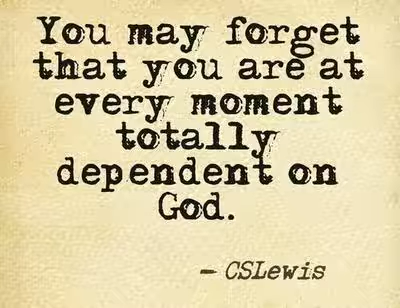 You may forget
that you are at
every moment
totally
dependent on
God.
– CSLewis